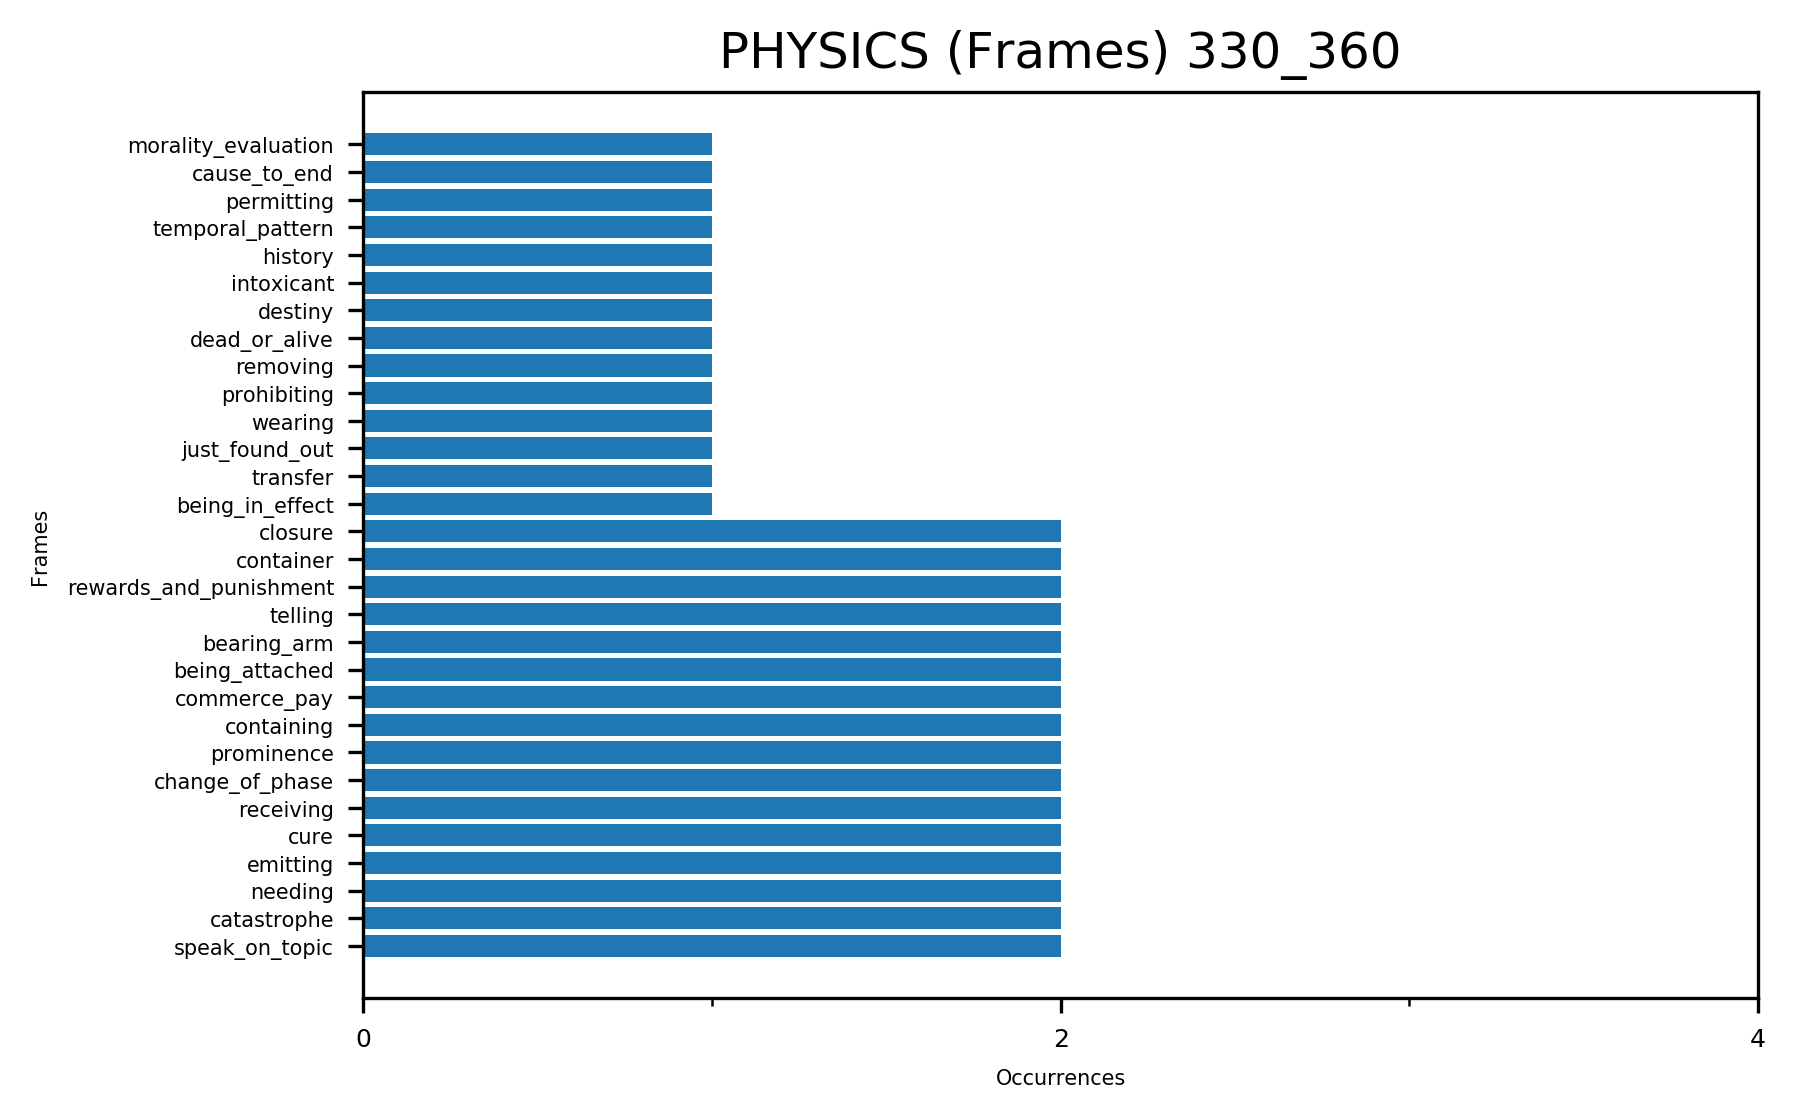 PHYSICS (Frames) 330_360
morality_evaluation
cause_to_end
permitting
temporal_pattern
history
intoxicant
destiny
dead_or_alive
removing
prohibiting
wearing
just_found_out
transfer
being_in_effect
closure
container
rewards_and_punishment
telling
bearing_arm
being_attached
commerce_pay
containing
prominence
change_of_phase
receiving
cure
emitting
needing
catastrophe
speak_on_topic
Frames
0 2 4
Occurrences